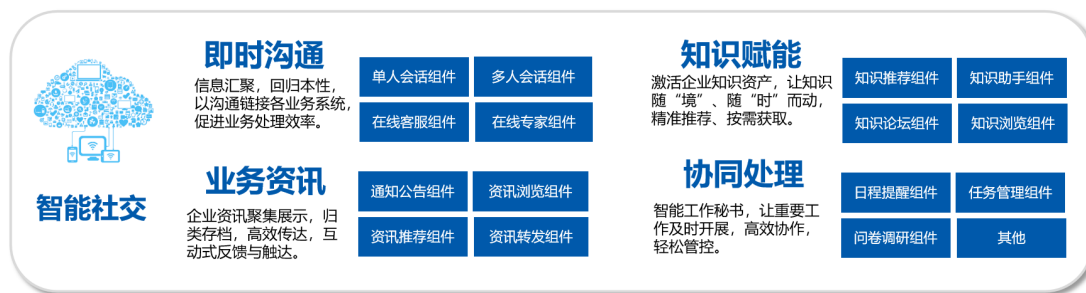 智能社交
即时沟通
信息汇聚，回归本性，
以沟通链接各业务系统，
促进业务处理效率。
单人会话组件
多人会话组件
在线客服组件
在线专家组件
业务资讯
企业资讯聚集展示，归
类存档，高效传达，互
动式反馈与触达。
通知公告组件
资讯浏览组件
资讯推荐组件
资讯转发组件
知识赋能
激活企业知识资产，让知识
随“境”、随“时”而动，
精准推荐、按需获取。
知识推荐组件
知识助手组件
知识论坛组件
知识浏览组件
协同处理
智能工作秘书，让重要工
作及时开展，高效协作，
轻松管控。
日程提醒组件
任务管理组件
问卷调研组件
其他